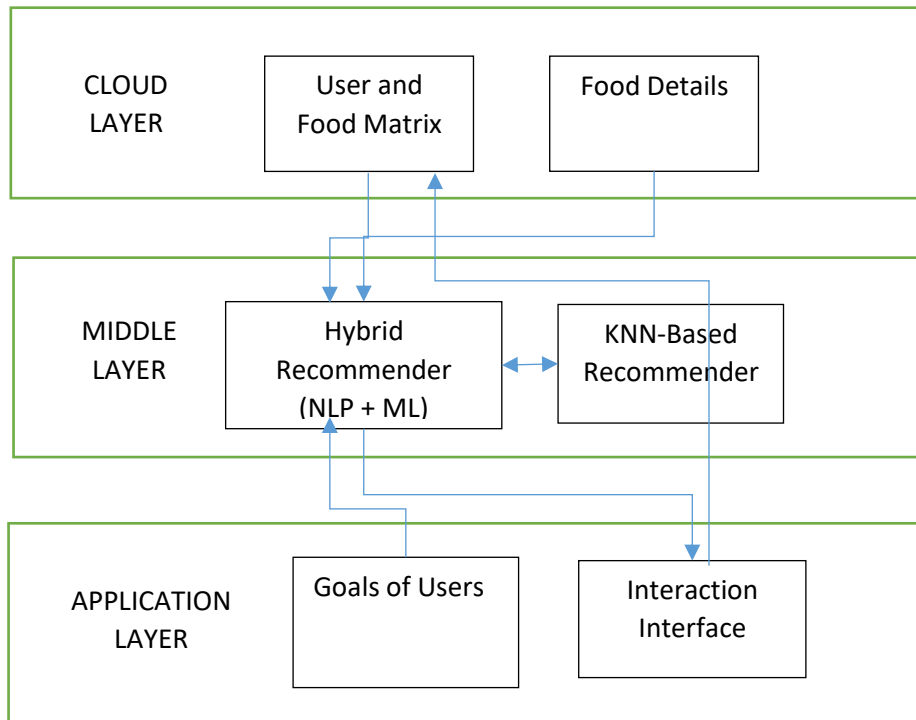 CLOUD
LAYER
User and
Food Matrix
Food Details
MIDDLE
LAYER
Hybrid
Recommender
(NLP + ML)
KNN-Based
Recommender
APPLICATION
LAYER
Goals of Users
Interaction
Interface